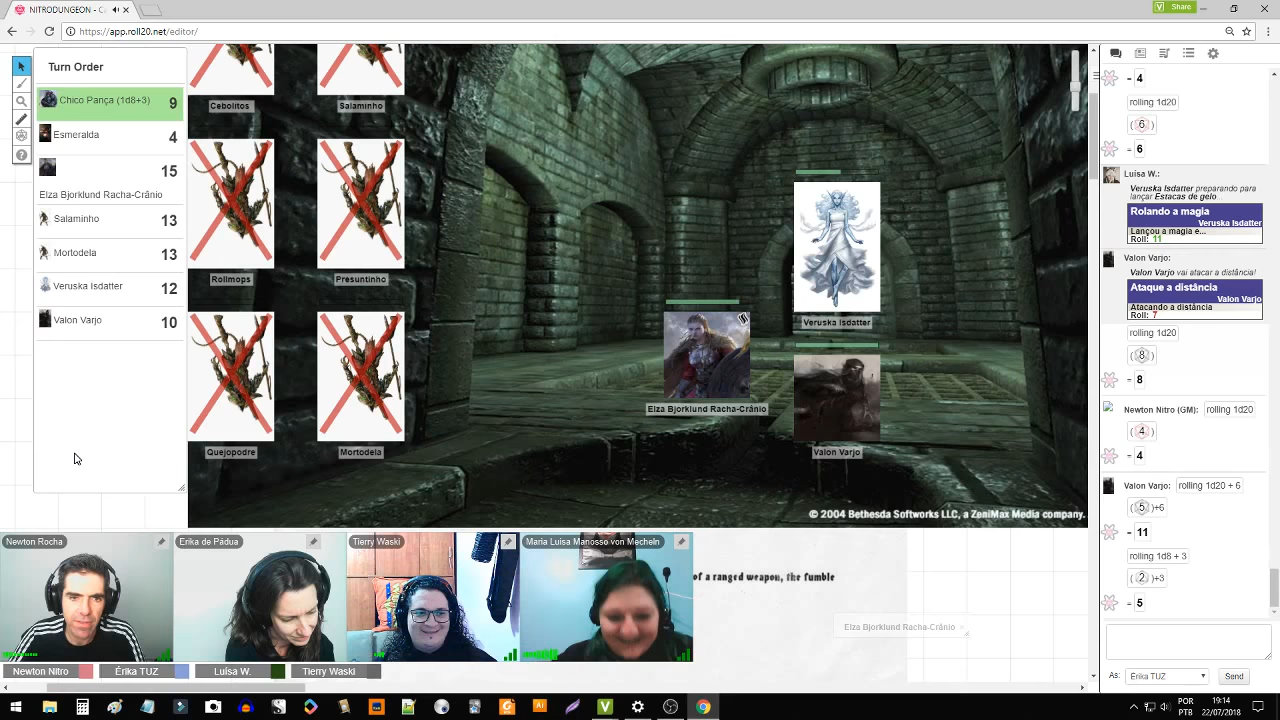 NITRODUNGEON - Ca
Share
https://app.roll20.net/editor/
Turn Order
Chico Pança (1d8+3) 9
Esmeralda 4
15
Elza Bjorklund Racha-Crânio
Salaminho 13
Mortodela 13
Veruska Isdatter 12
Valon Varjo 10
Cebolitos
Salaminho
Rolimops
Presuntinho
Quejopodre
Mortodela
Veruska Isdatter
Elza Bjorklund Racha-Crânio
Valon Varjo
© 2004 Bethesda Softworks LLC, a ZeniMax Media company.
= 4
rolling 1d20
(6)
= 6
Luísa W.:
Veruska Isdatter preparando para
lançar Estacas de gelo
Rolando a magia
Veruska Isdatter
Lançou a magia e...
Roll: 11
Valon Varjo:
Valon Varjo vai atacar a distância!
Ataque a distância
Valon Varjo
Atacando a distância
Roll: 7
rolling 1d20
(8)
= 8
Newton Nitro (GM): rolling 1d20
(4)
= 4
Valon Varjo: rolling 1d20 + 6
(5)+6
= 11
rolling 1d8 + 3
(2)+3
= 5
As: Érika TUZ Send
Newton Rocha
Erika de Pádua
Tierry Waski
Maria Luisa Manosso von Mecheln
of a ranged weapon, the fumble
Elza Bjorklund Racha-Crânio
Newton Nitro
Érika TUZ
Luísa W.
Tierry Waski
POR
PTB
19:14
22/07/2018